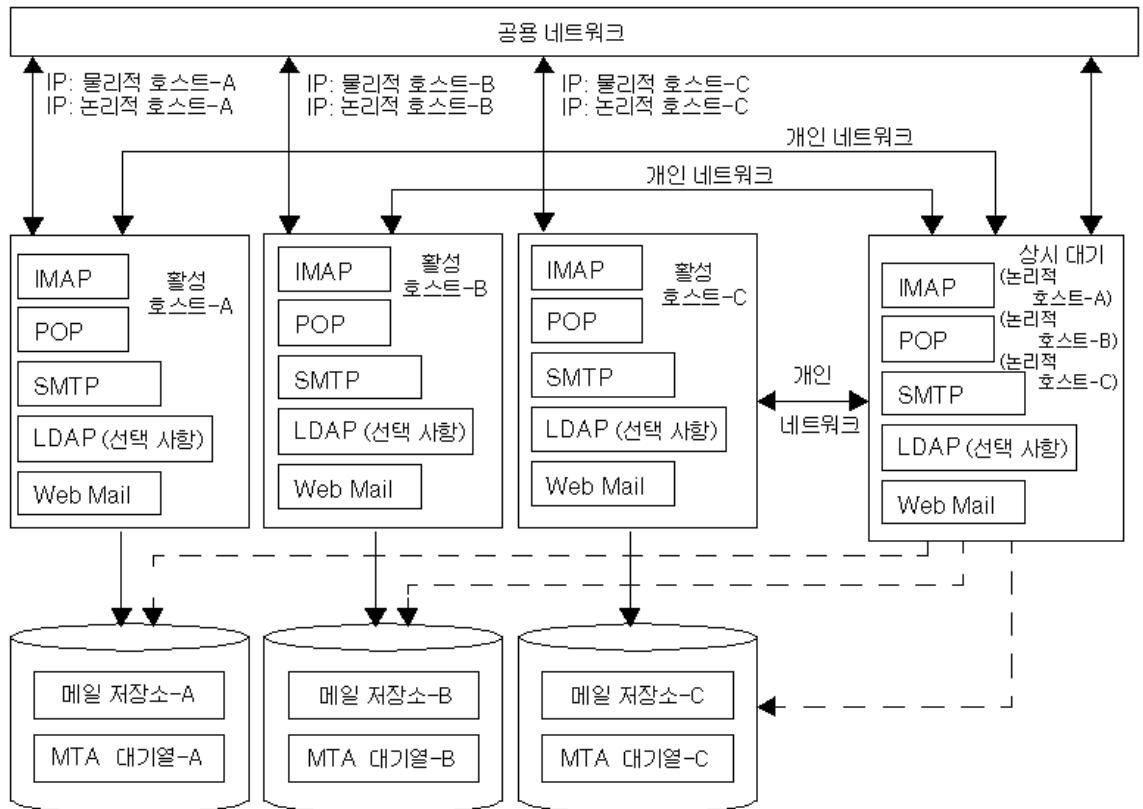 공용 네트워크
IP: 물리적 호스트-A
IP: 논리적 호스트-A
IP: 물리적 호스트-B
IP: 논리적 호스트-B
IP: 물리적 호스트-C
IP: 논리적 호스트-C
개인 네트워크
개인 네트워크
활성
호스트-A
IMAP
POP
SMTP
LDAP (선택 사항)
Web Mail
활성
호스트-B
IMAP
POP
SMTP
LDAP (선택 사항)
Web Mail
활성
호스트-C
IMAP
POP
SMTP
LDAP (선택 사항)
Web Mail
개인
네트워크
상시 대기
(논리적
호스트-A)
(논리적
호스트-B)
(논리적
호스트-C)
IMAP
POP
SMTP
LDAP (선택 사항)
Web Mail
메일 저장소-A
MTA 대기열-A
메일 저장소-B
MTA 대기열-B
메일 저장소-C
MTA 대기열-C